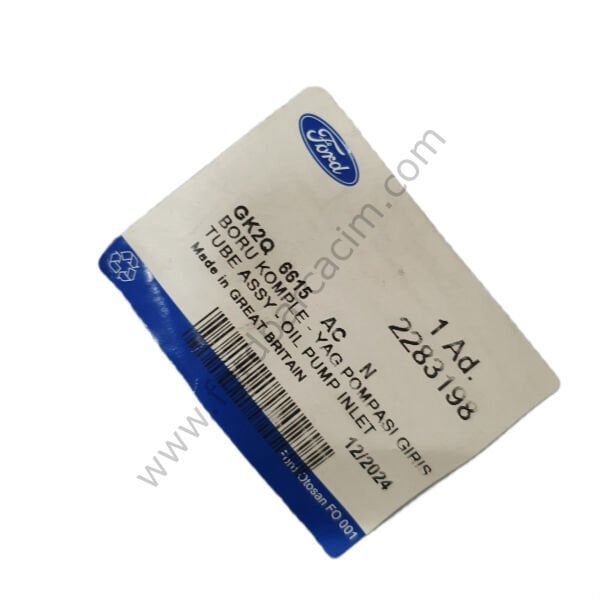 Ford
1 Ad.
2283198
GK2Q 6615 AC N
BORU KOMPLE - YAG POMPASI GIRIS
TUBE ASSY - OIL PUMP INLET
Made in GREAT BRITAIN
12/2024
Ford Otosan FO 001